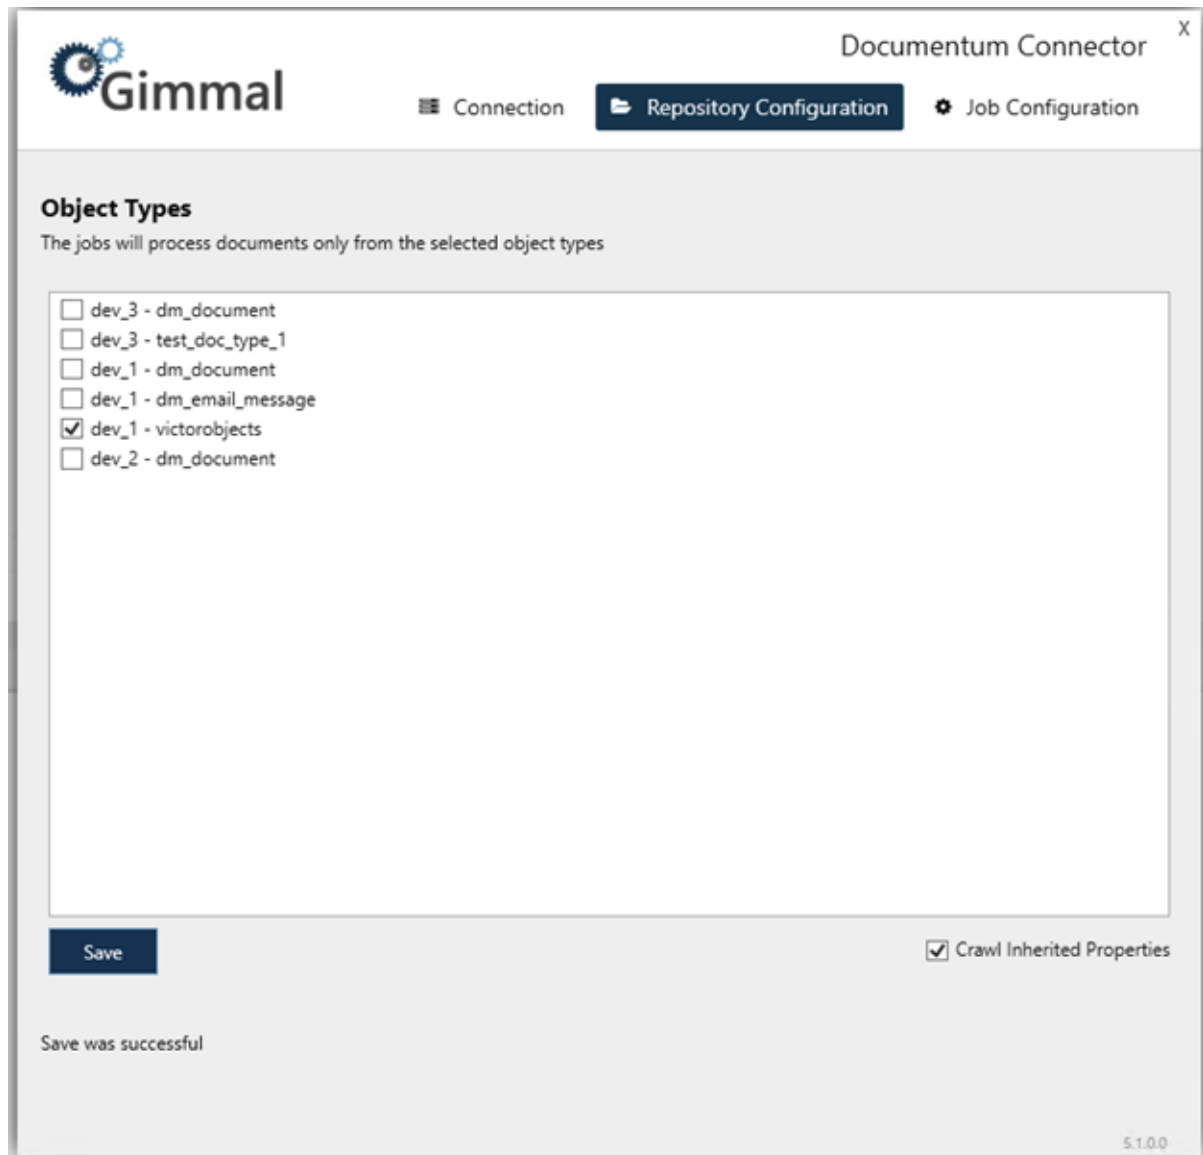 X
Documentum Connector
Gimmal
Connection Repository Configuration Job Configuration
Object Types
The jobs will process documents only from the selected object types
dev_3 - dm_document
dev_3 - test_doc_type_1
dev_1 - dm_document
dev_1 - dm_email_message
dev_1 - victorobjects
dev_2 - dm_document
Save Crawl Inherited Properties
Save was successful
5.1.0.0